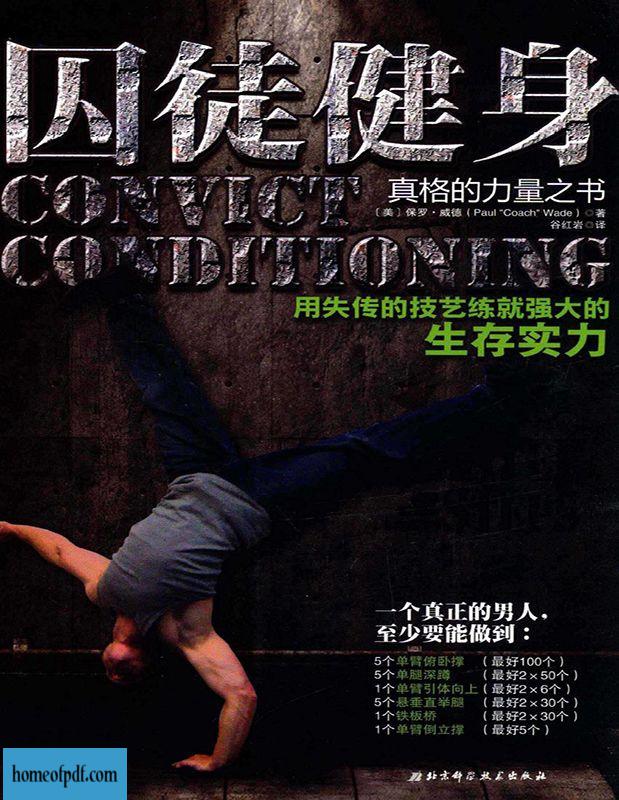 囚徒健身
CONVICT
真格的力量之书
〔美〕保罗·威德(Paul "Coach" Wade)◎著
谷红岩◎译
CONDITIONING
用失传的技艺练就强大的
生存实力
一个真正的男人,
至少要能做到:
5个单臂俯卧撑 (最好100个)
5个单腿深蹲 (最好2×50个)
1个单臂引体向上 (最好2×6个)
5个悬垂直举腿 (最好2×30个)
1个铁板桥 (最好2×30个)
1个单臂倒立撑 (最好5个)
北京科学技术出版社
homeofpdf.com